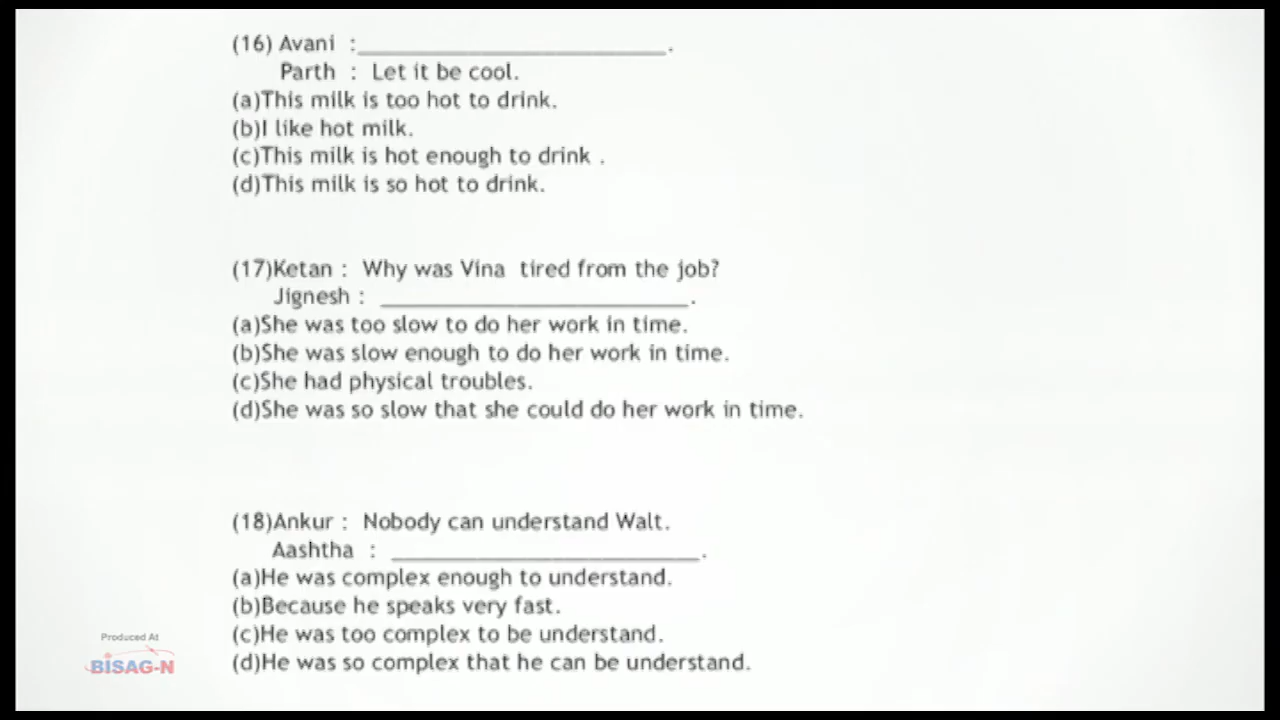 (16) Avani :_________________________.
Parth : Let it be cool.
(a)This milk is too hot to drink.
(b)I like hot milk.
(c)This milk is hot enough to drink .
(d)This milk is so hot to drink.
(17)Ketan : Why was Vina tired from the job?
Jignesh : _________________________.
(a)She was too slow to do her work in time.
(b)She was slow enough to do her work in time.
(c)She had physical troubles.
(d)She was so slow that she could do her work in time.
(18)Ankur : Nobody can understand Walt.
Aashtha : _________________________.
(a)He was complex enough to understand.
(b)Because he speaks very fast.
(c)He was too complex to be understand.
(d)He was so complex that he can be understand.
Produced At
BISAG-N